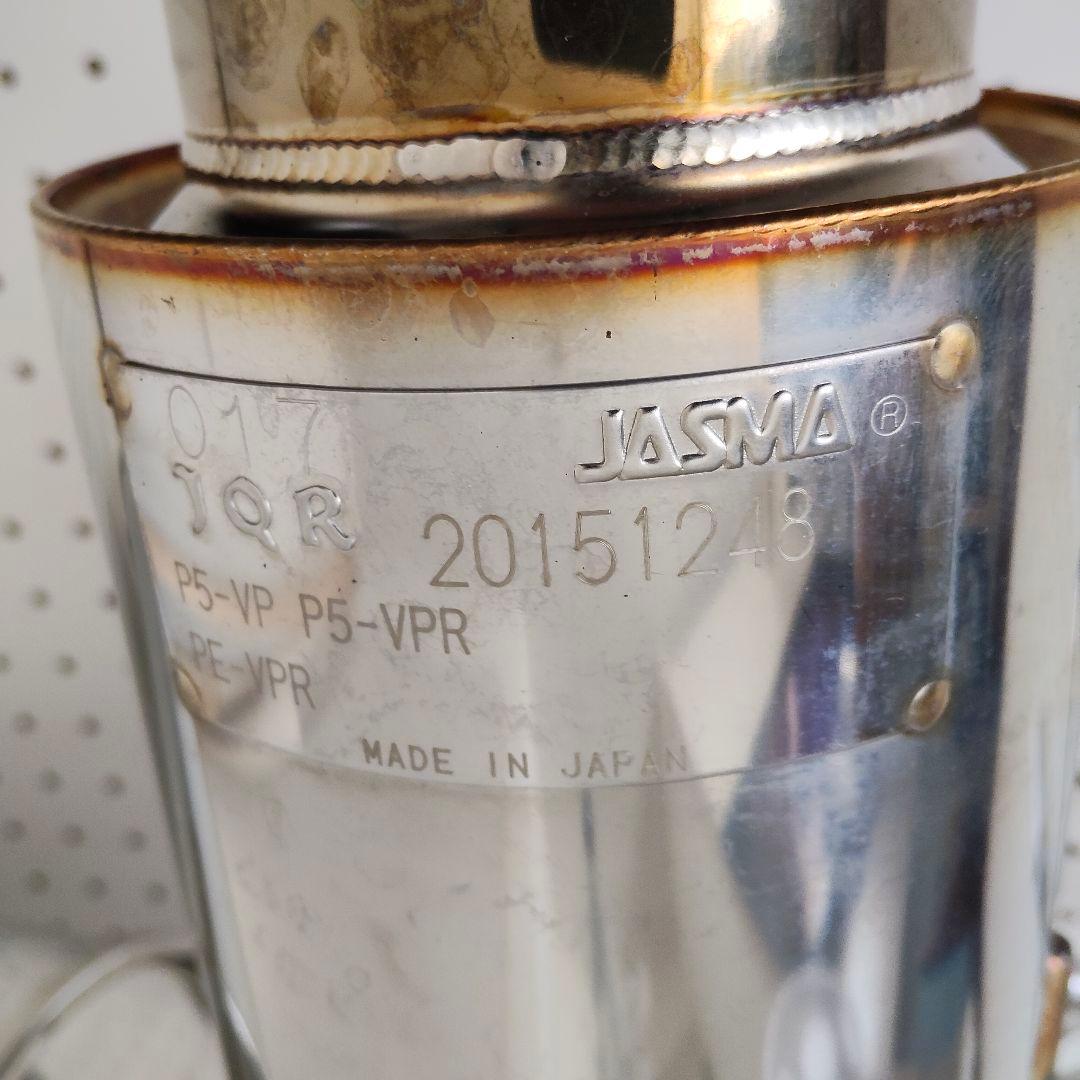 017
JASMA ®
JQR
20151248
P5-VP P5-VPR
PE-VPR
MADE IN JAPAN